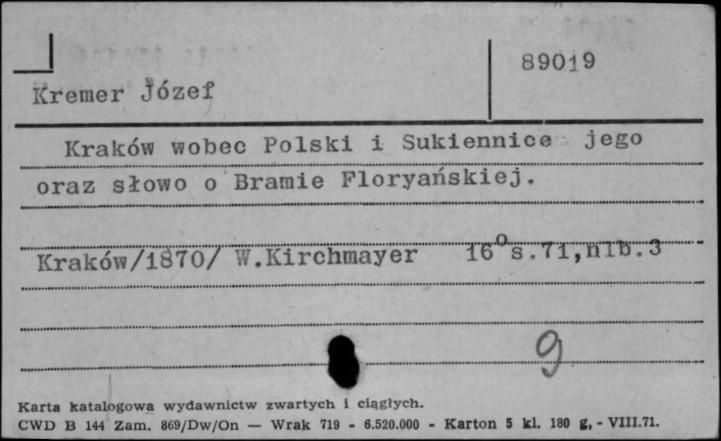 89019
Kremer Józef
Kraków wobec Polski i Sukiennice jego
oraz słowo o Bramie Floryańskiej.
Kraków/1870/ W.Kirchmayer 16⁰s.71,nlb.3
9
Karta katalogowa wydawnictw zwartych i ciągłych.
CWD B 144 Zam. 869/Dw/On — Wrak 719 - 6.520.000 - Karton 5 kl. 180 g, - VIII.71.